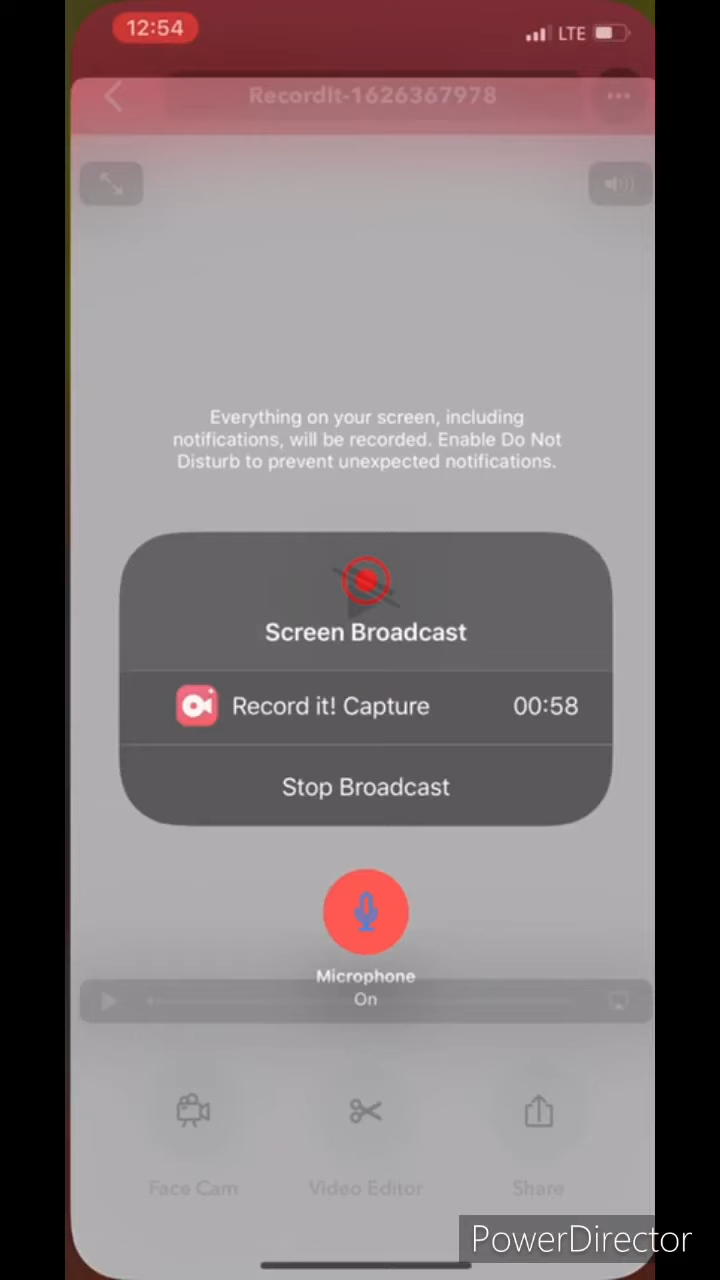 12:54
LTE
RecordIt-1626367978
Everything on your screen, including
notifications, will be recorded. Enable Do Not
Disturb to prevent unexpected notifications.
Screen Broadcast
Record it! Capture 00:58
Stop Broadcast
Microphone
On
Face Cam Video Editor Share
PowerDirector